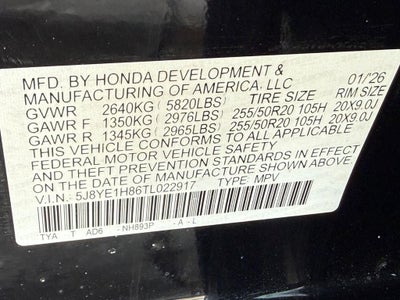 MFD. BY HONDA DEVELOPMENT & MANUFACTURING OF AMERICA, LLC 01/26
GVWR 2640KG (5820LBS) TIRE SIZE RIM SIZE
GAWR F 1350KG (2976LBS) 255/50R20 105H 20X9.0J
GAWR R 1345KG (2965LBS) 255/50R20 105H 20X9.0J
THIS VEHICLE CONFORMS TO ALL APPLICABLE
FEDERAL MOTOR VEHICLE SAFETY, BUMPER,
AND THEFT PREVENTION STANDARDS IN EFFECT
ON THE DATE OF MANUFACTURE SHOWN ABOVE.
V.I.N.: 5J8YE1H86TL022917 TYPE: MPV
TYA T AD6 - NH893P - A - L